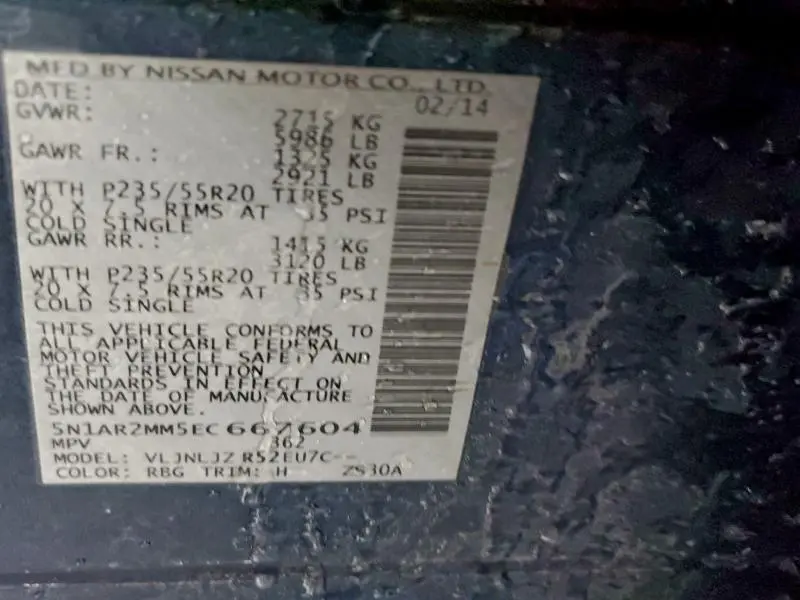 MFD BY NISSAN MOTOR CO., LTD.
DATE: 02/14
GVWR: 2715 KG
5986 LB
GAWR FR.: 1325 KG
2921 LB
WITH P235/55R20 TIRES
20 X 7.5 RIMS AT 35 PSI
COLD SINGLE
GAWR RR.: 1415 KG
3120 LB
WITH P235/55R20 TIRES
20 X 7.5 RIMS AT 35 PSI
COLD SINGLE
THIS VEHICLE CONFORMS TO
ALL APPLICABLE FEDERAL
MOTOR VEHICLE SAFETY AND
THEFT PREVENTION
STANDARDS IN EFFECT ON
THE DATE OF MANUFACTURE
SHOWN ABOVE.
5N1AR2MM5EC667604
MPV 362
MODEL: VLJNLJZ R52EU7C--
COLOR: RBG TRIM: H